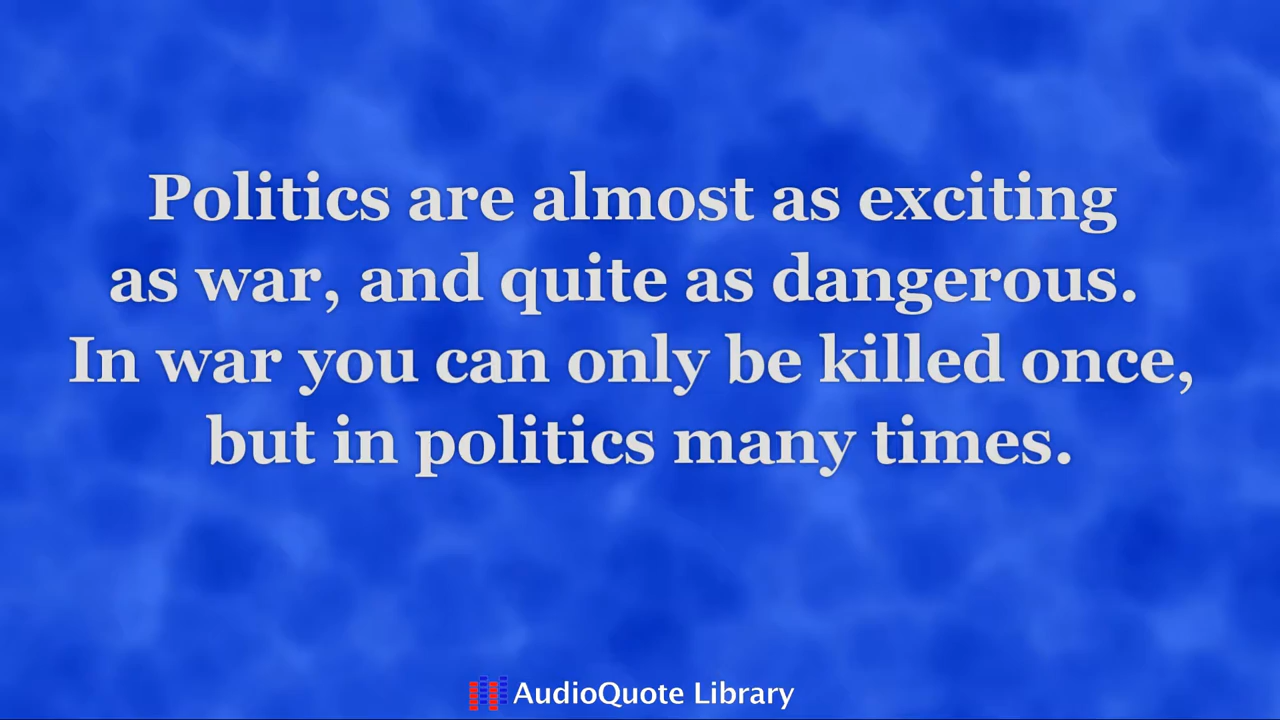 Politics are almost as exciting
as war, and quite as dangerous.
In war you can only be killed once,
but in politics many times.
AudioQuote Library